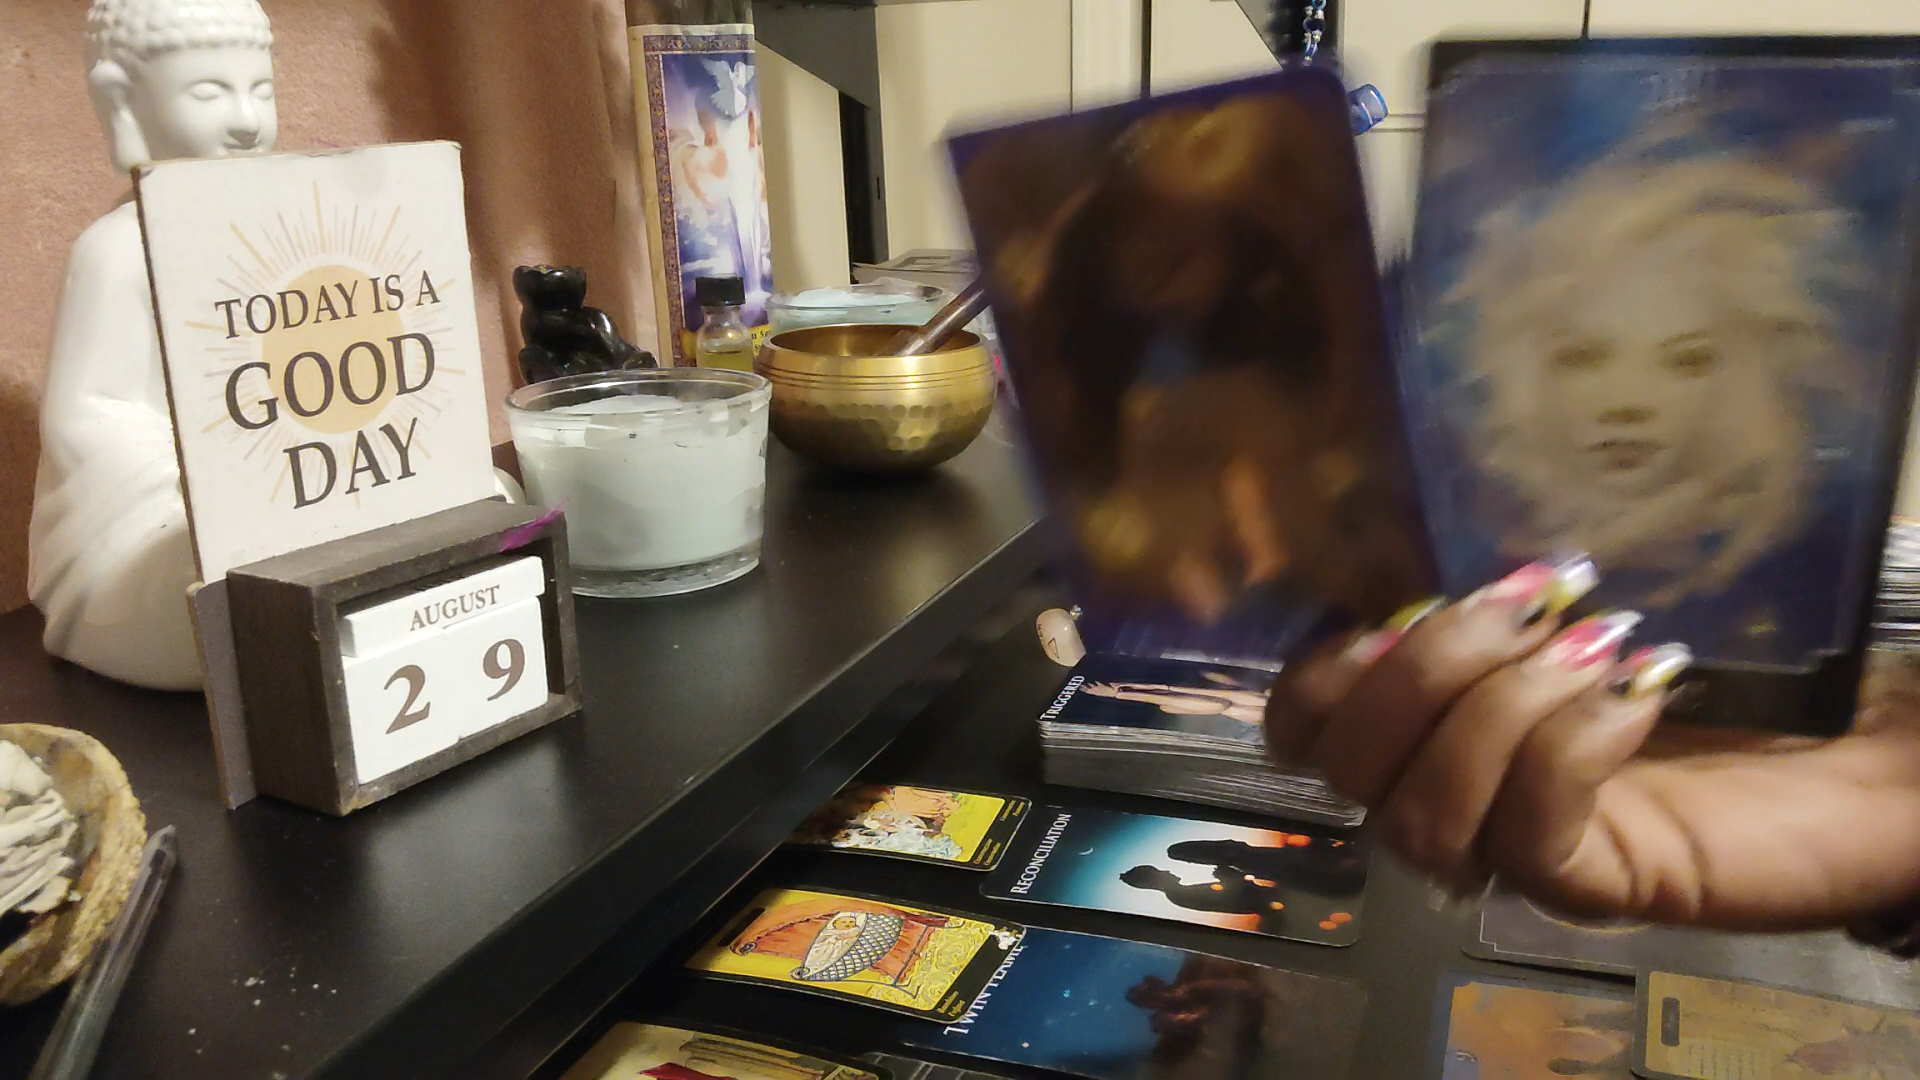 TODAY IS A
GOOD
DAY
AUGUST
2 9
TRIGGERED
RECONCILIATION
TWIN FLAME